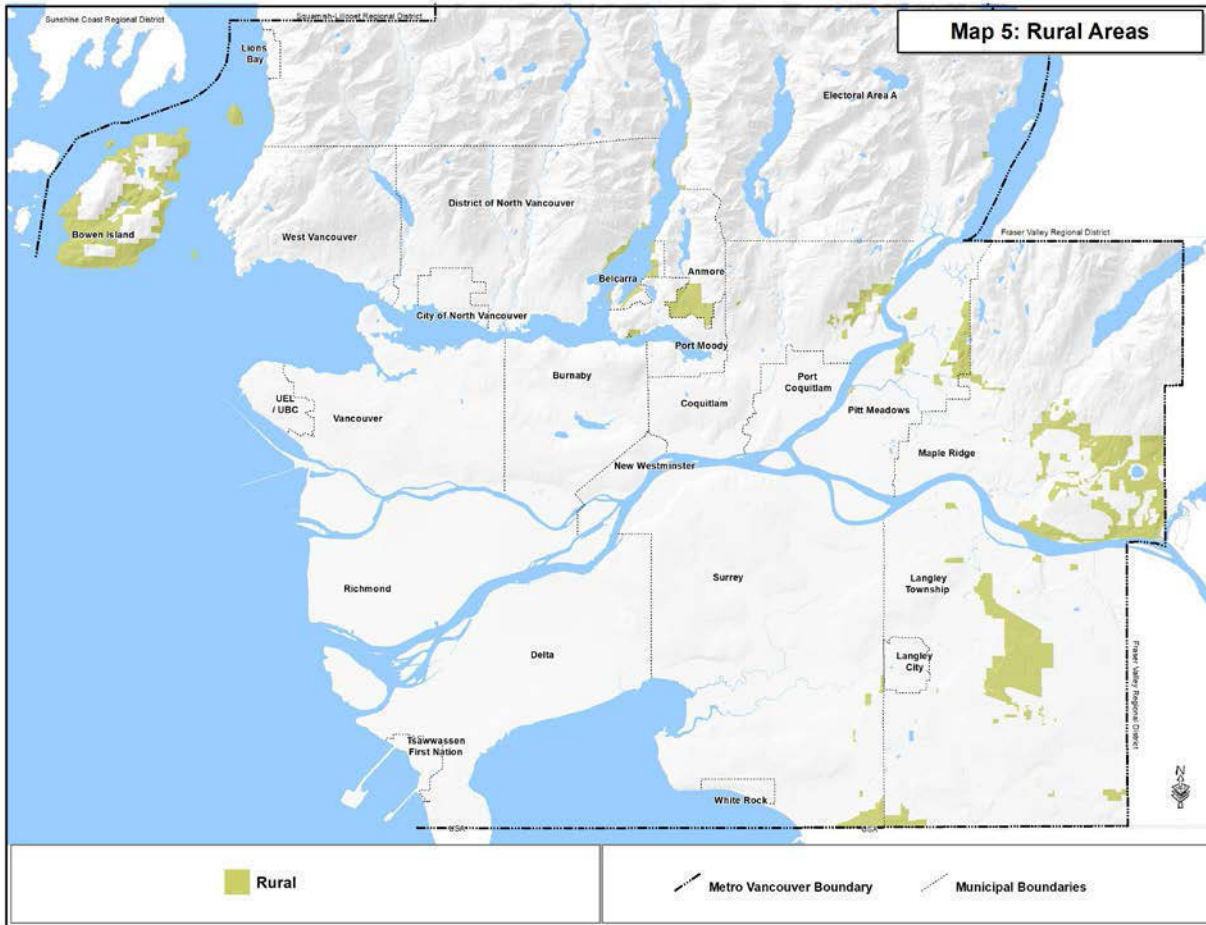 Sunshine Coast Regional District
Squamish-Lillooet Regional District
Map 5: Rural Areas
Lions
Bay
Electoral Area A
District of North Vancouver
Bowen Island
West Vancouver
Fraser Valley Regional District
Belcarra
Anmore
City of North Vancouver
Port Moody
Burnaby
Port
Coquitlam
UEL
/ UBC
Vancouver
Coquitlam
Pitt Meadows
New Westminster
Maple Ridge
Richmond
Surrey
Langley
Township
Delta
Langley
City
Fraser Valley Regional District
Tsawwassen
First Nation
White Rock
N
USA
USA
Rural
Metro Vancouver Boundary
Municipal Boundaries